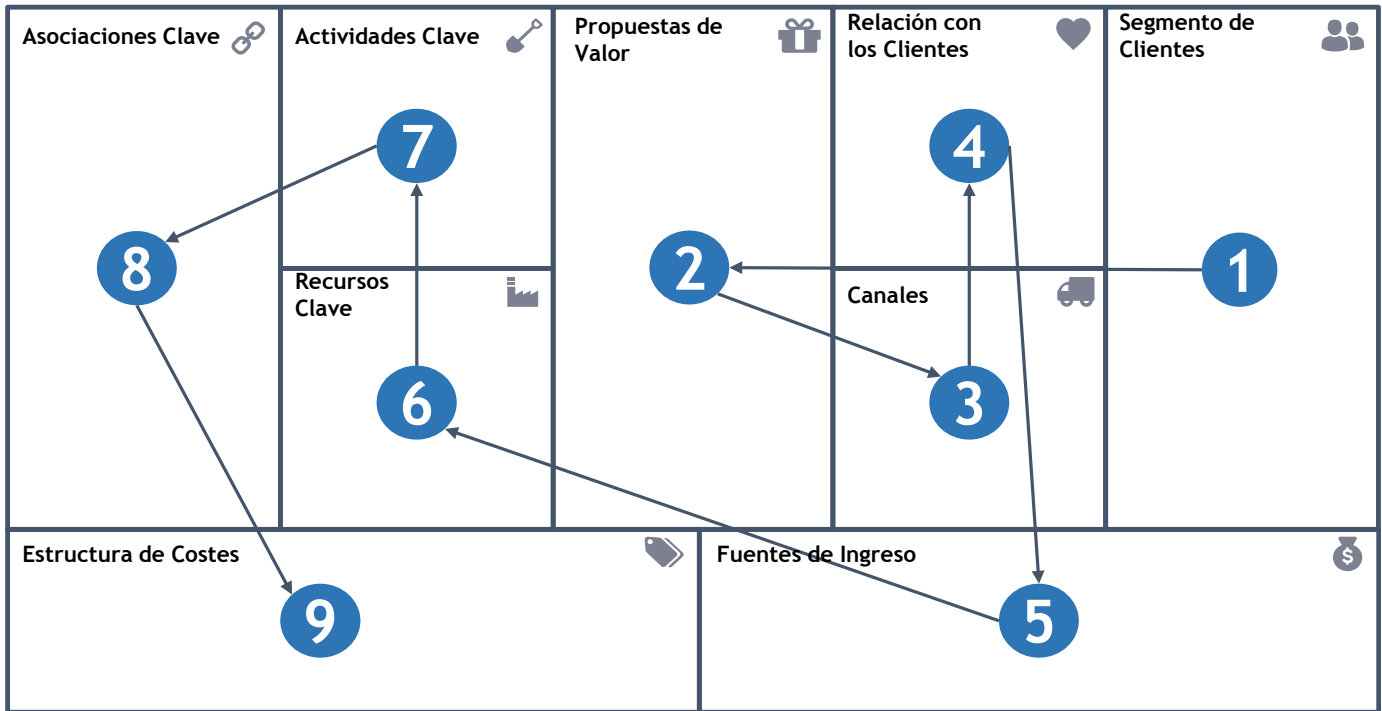 Asociaciones Clave
Actividades Clave
Propuestas de
Valor
Relación con
los Clientes
Segmento de
Clientes
7
4
8
2
1
Recursos
Clave
Canales
6
3
Estructura de Costes
Fuentes de Ingreso
$
9
5